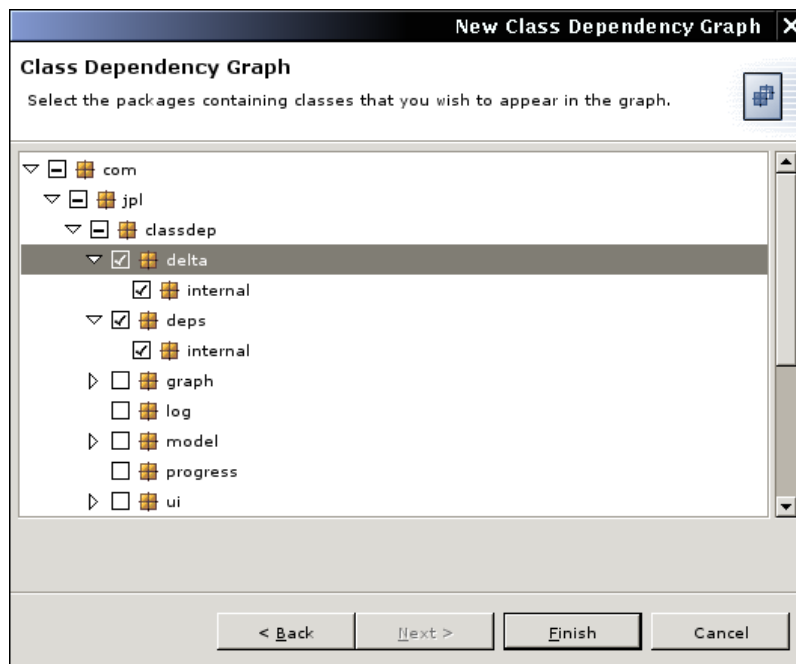 New Class Dependency Graph
Class Dependency Graph
Select the packages containing classes that you wish to appear in the graph.
com
jpl
classdep
delta
internal
deps
internal
graph
log
model
progress
ui
< Back Next > Finish Cancel